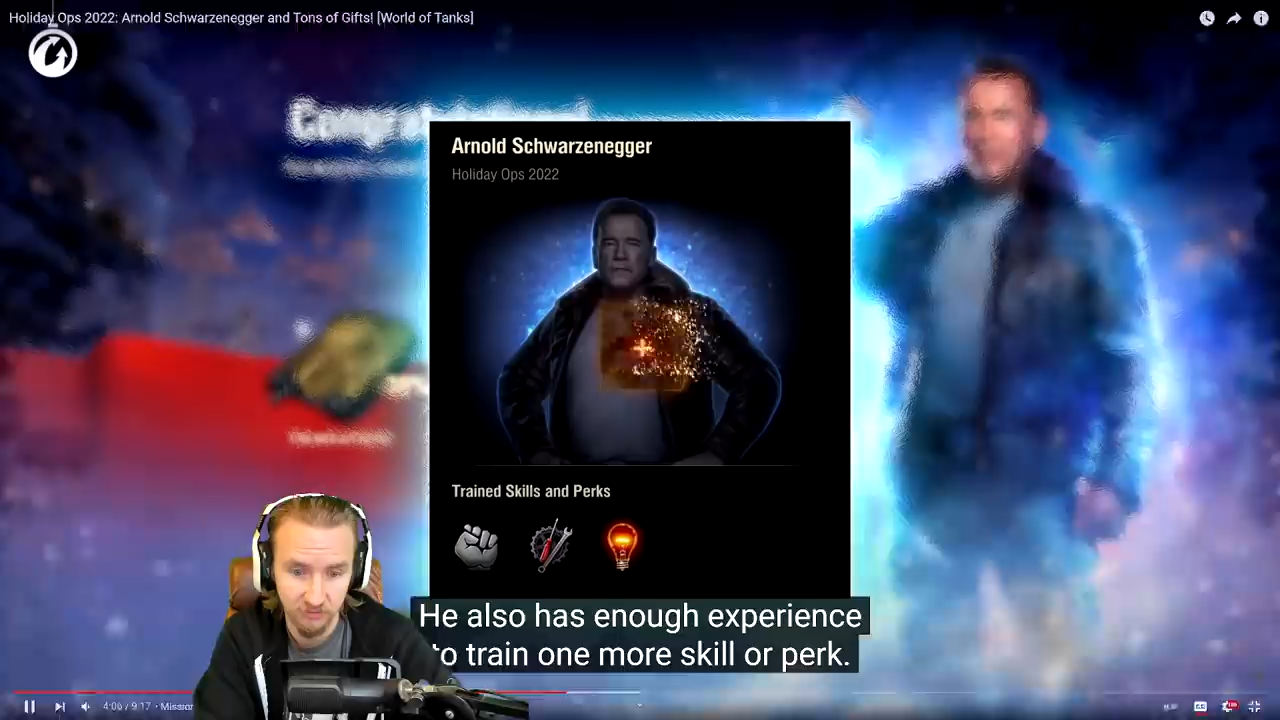 Holiday Ops 2022: Arnold Schwarzenegger and Tons of Gifts! [World of Tanks]
Arnold Schwarzenegger
Holiday Ops 2022
Trained Skills and Perks
He also has enough experience
to train one more skill or perk.
4:06 / 9:17 • Mission